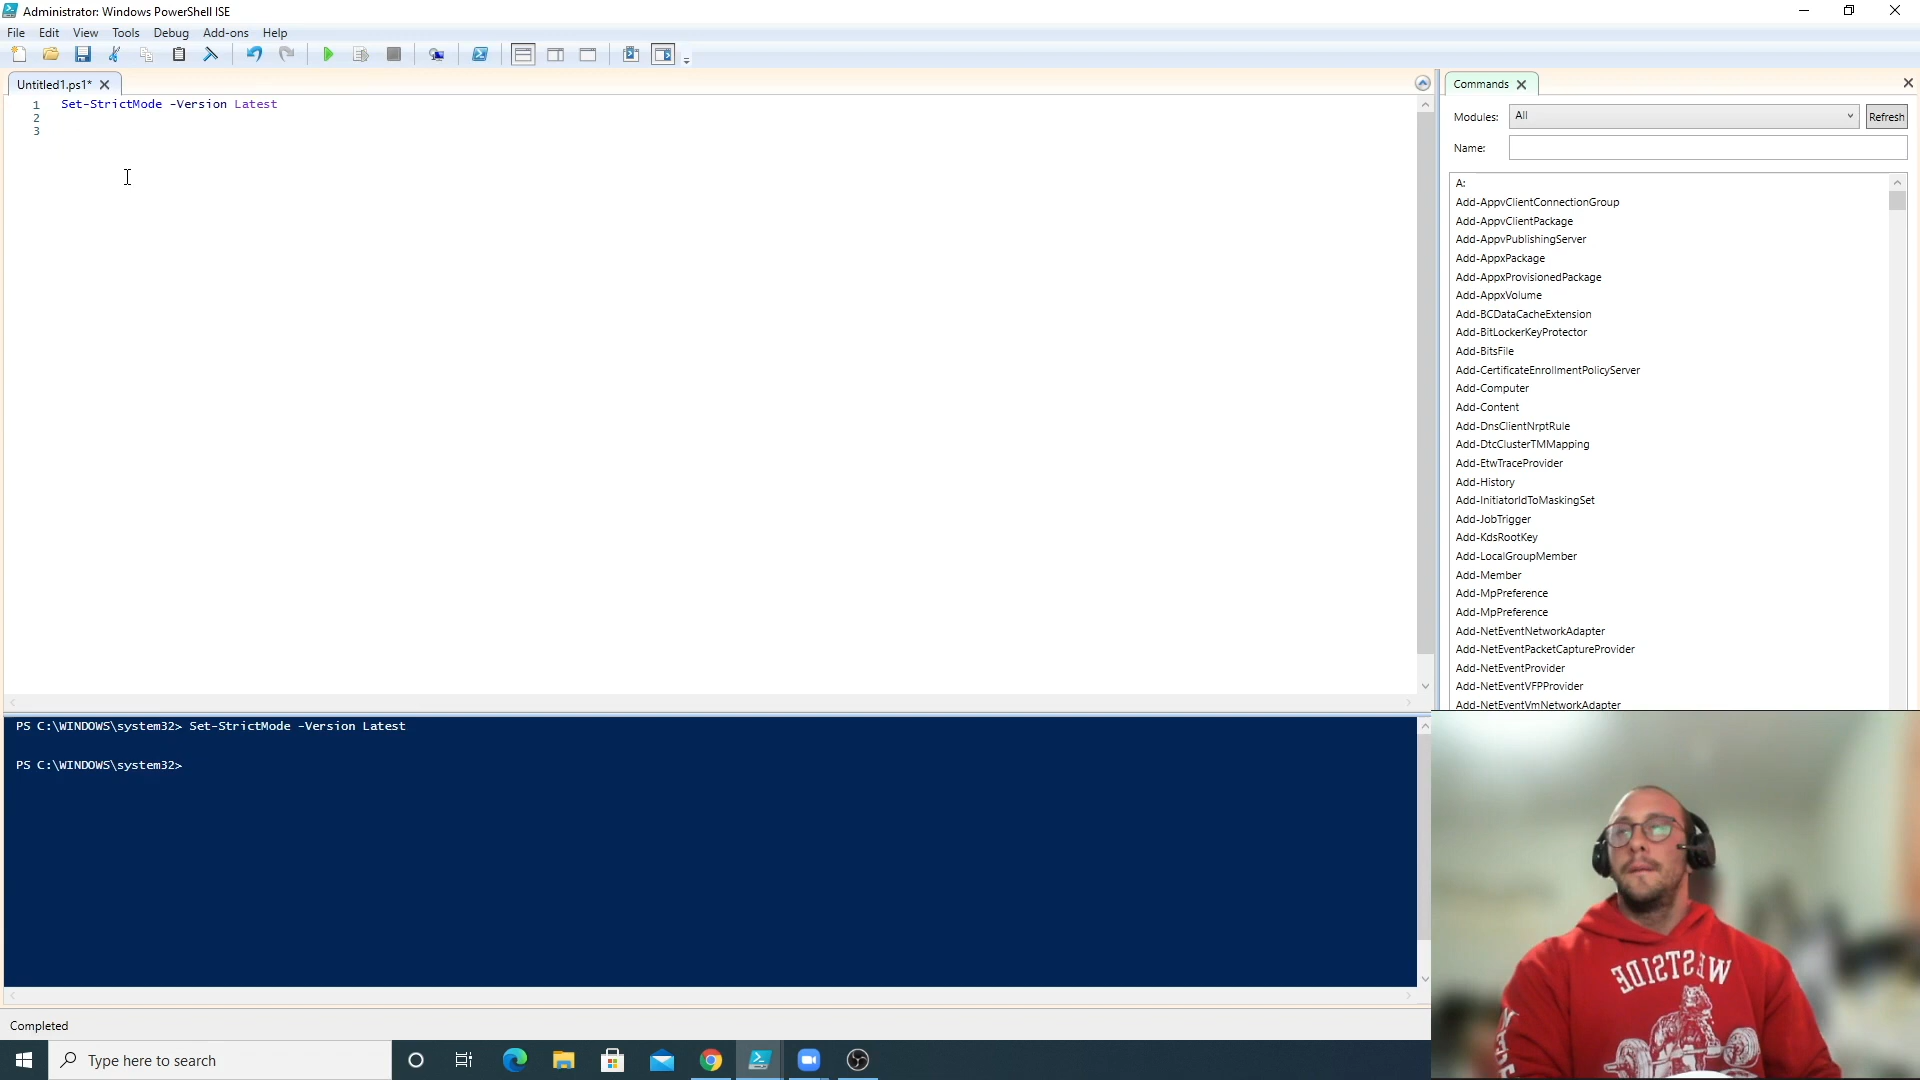 Administrator: Windows PowerShell ISE
File Edit View Tools Debug Add-ons Help
Untitled1.ps1*
1 Set-StrictMode -Version Latest
2
3
Commands
Modules: All Refresh
Name:
A:
Add-AppvClientConnectionGroup
Add-AppvClientPackage
Add-AppvPublishingServer
Add-AppxPackage
Add-AppxProvisionedPackage
Add-AppxVolume
Add-BCDataCacheExtension
Add-BitLockerKeyProtector
Add-BitsFile
Add-CertificateEnrollmentPolicyServer
Add-Computer
Add-Content
Add-DnsClientNrptRule
Add-DtcClusterTMMapping
Add-EtwTraceProvider
Add-History
Add-InitiatorIdToMaskingSet
Add-JobTrigger
Add-KdsRootKey
Add-LocalGroupMember
Add-Member
Add-MpPreference
Add-MpPreference
Add-NetEventNetworkAdapter
Add-NetEventPacketCaptureProvider
Add-NetEventProvider
Add-NetEventVFPProvider
Add-NetEventVmNetworkAdapter
PS C:\WINDOWS\system32> Set-StrictMode -Version Latest
PS C:\WINDOWS\system32>
WESTSIDE
Completed
Type here to search